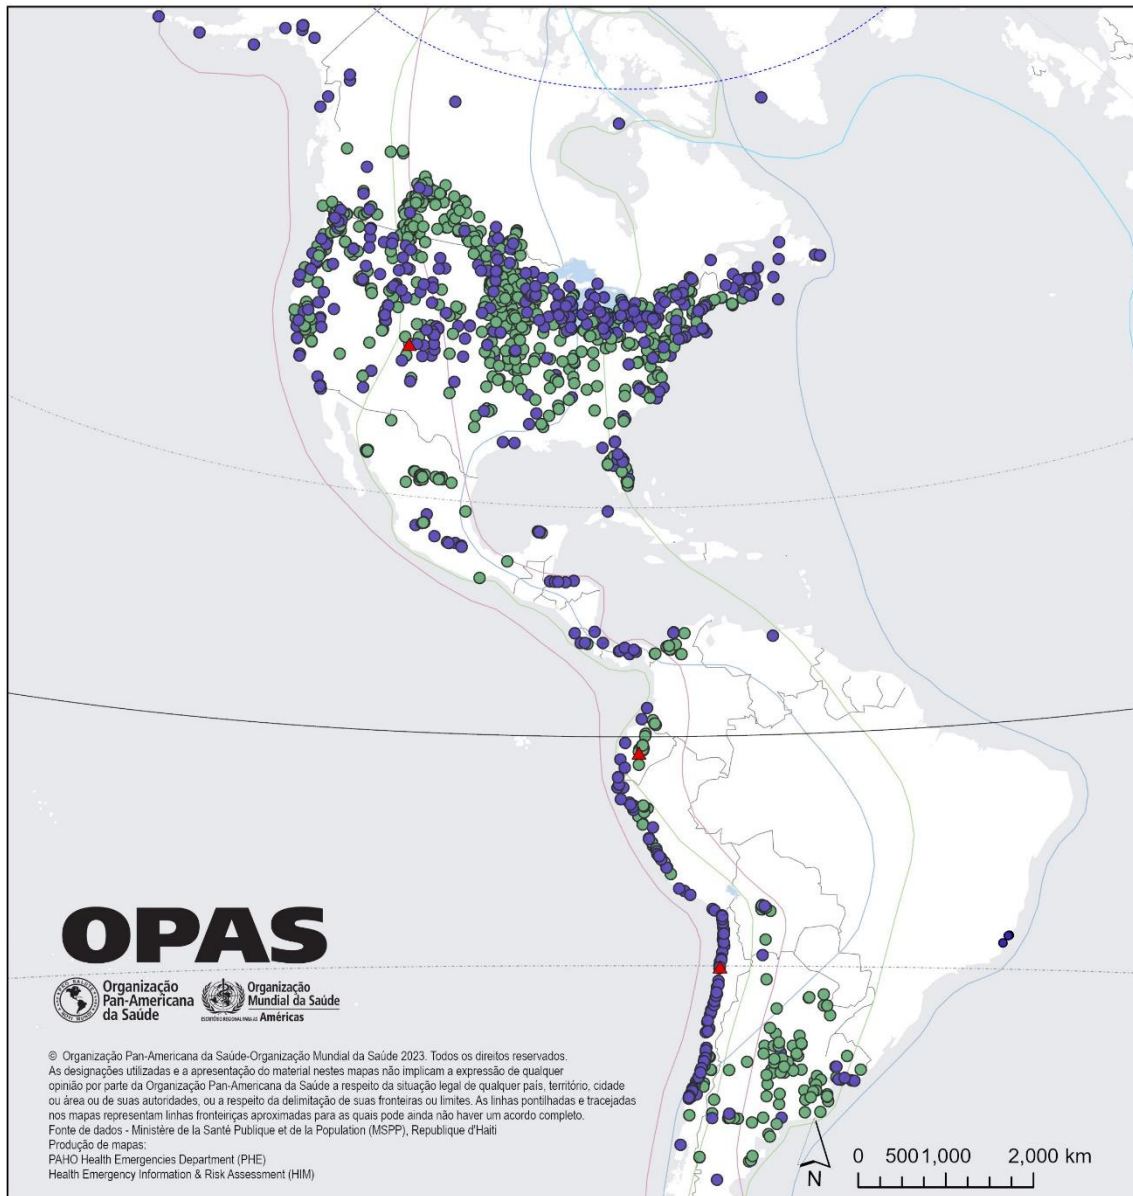 OPAS
Organização
Pan-Americana
da Saúde
Organização
Mundial da Saúde
ESCRITÓRIO REGIONAL PARA AS Américas
© Organização Pan-Americana da Saúde-Organização Mundial da Saúde 2023. Todos os direitos reservados.
As designações utilizadas e a apresentação do material nestes mapas não implicam a expressão de qualquer
opinião por parte da Organização Pan-Americana da Saúde a respeito da situação legal de qualquer país, território, cidade
ou área ou de suas autoridades, ou a respeito da delimitação de suas fronteiras ou limites. As linhas pontilhadas e tracejadas
nos mapas representam linhas fronteiriças aproximadas para as quais pode ainda não haver um acordo completo.
Fonte de dados - Ministère de la Santé Publique et de la Population (MSPP), Republique d'Haiti
Produção de mapas:
PAHO Health Emergencies Department (PHE)
Health Emergency Information & Risk Assessment (HIM)
N
0 500 1,000 2,000 km